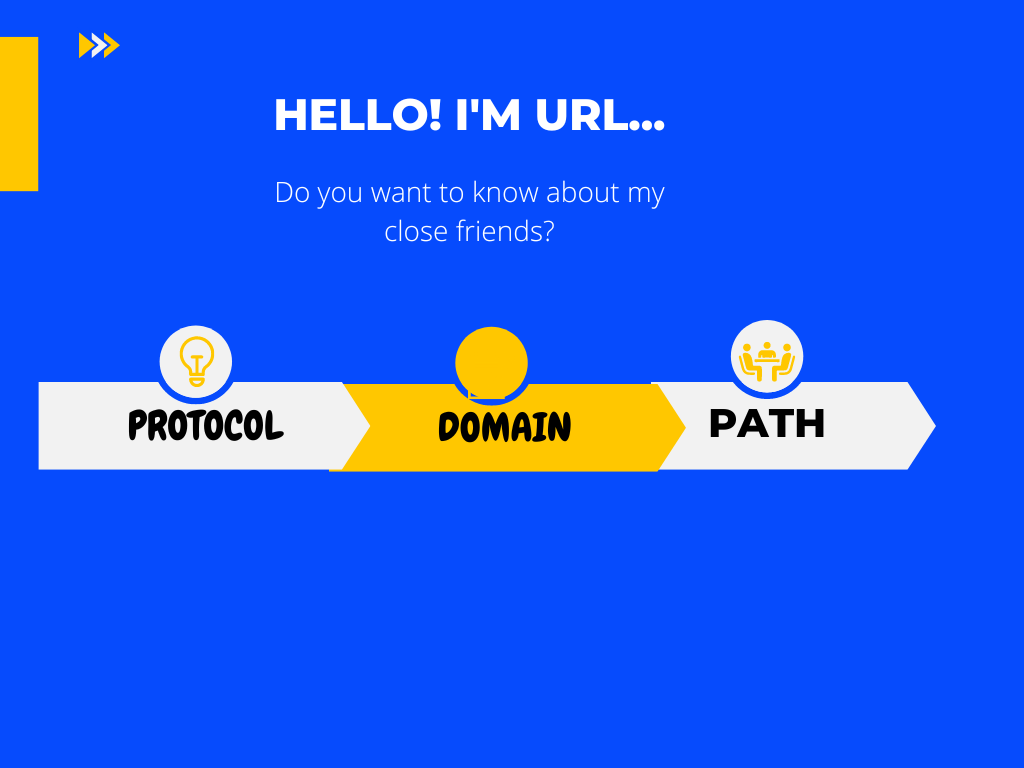 HELLO! I'M URL...
Do you want to know about my
close friends?
PROTOCOL
DOMAIN
PATH